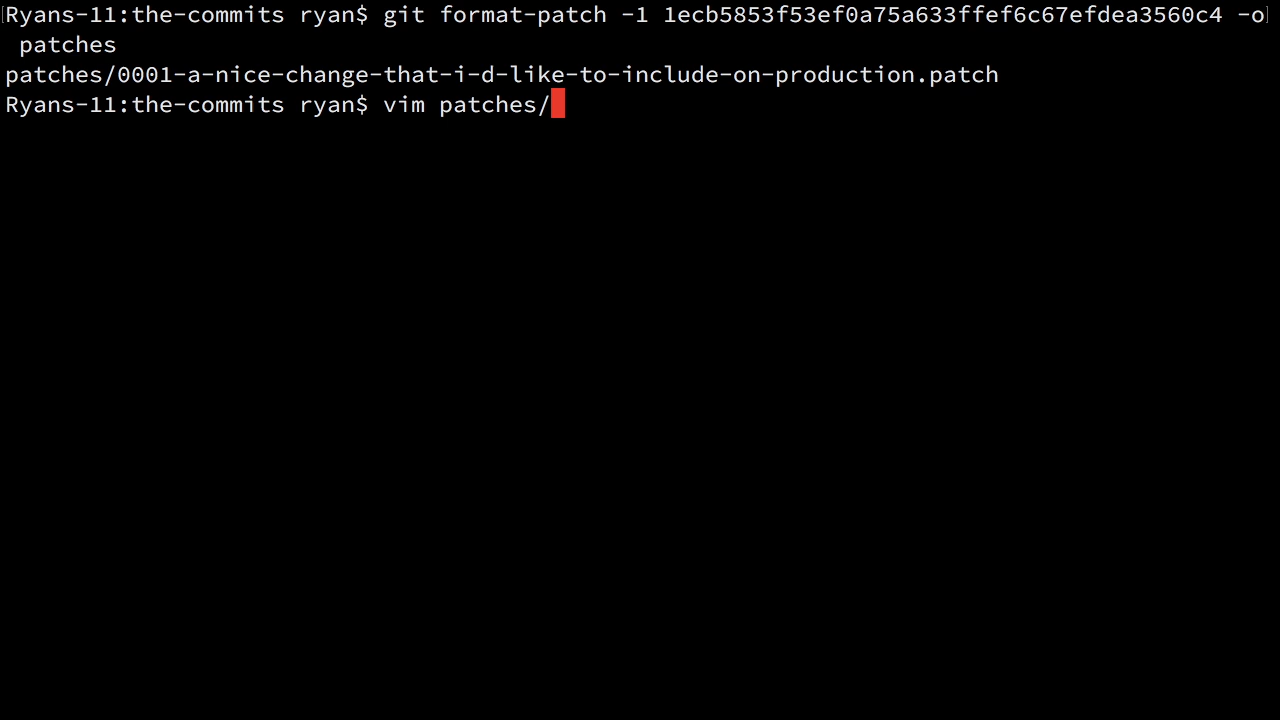 Ryans-11:the-commits ryan$ git format-patch -1 1ecb5853f53ef0a75a633ffef6c67efdea3560c4 -o
patches
patches/0001-a-nice-change-that-i-d-like-to-include-on-production.patch
Ryans-11:the-commits ryan$ vim patches/